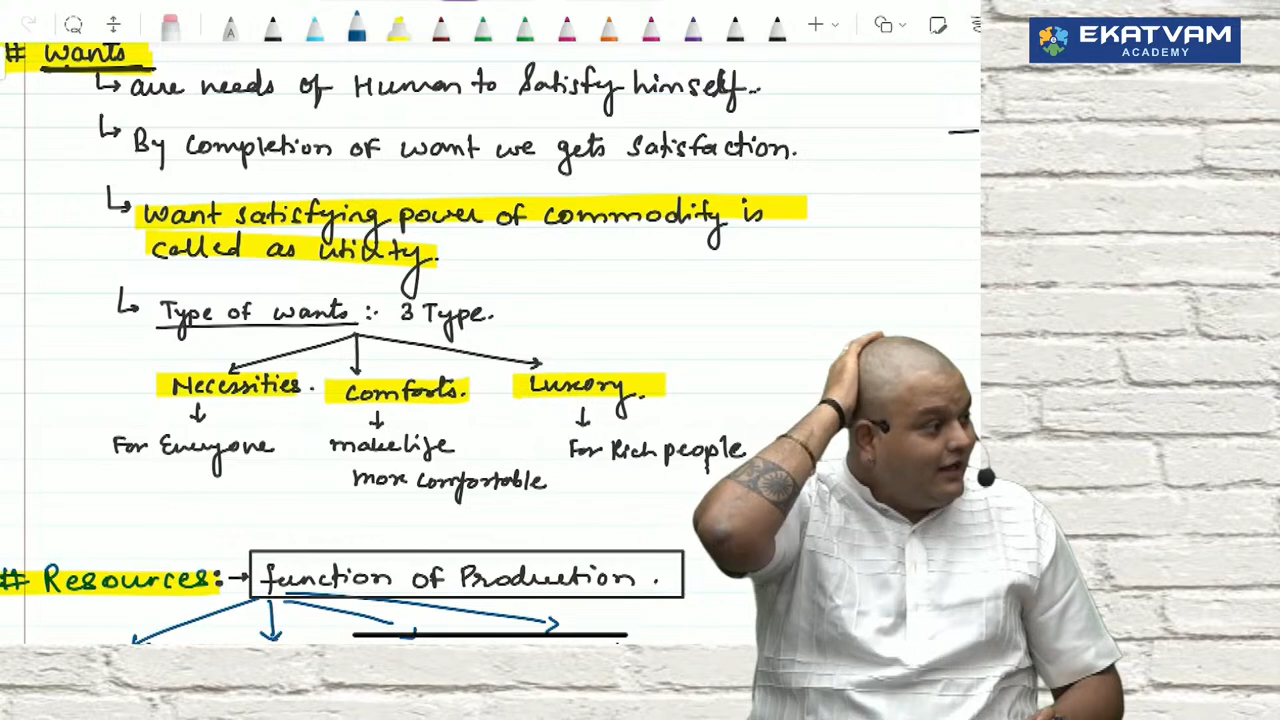 # Wants
EKATVAM
ACADEMY
↳ are needs of Human to Satisfy himself.
↳ By completion of want we gets satisfaction.
↳ Want satisfying power of commodity is
called as utility.
↳ Type of wants :- 3 Type.
Necessities. Comforts. Luxury.
For Everyone make life For Rich people
more comfortable
# Resources :→ function of Production.